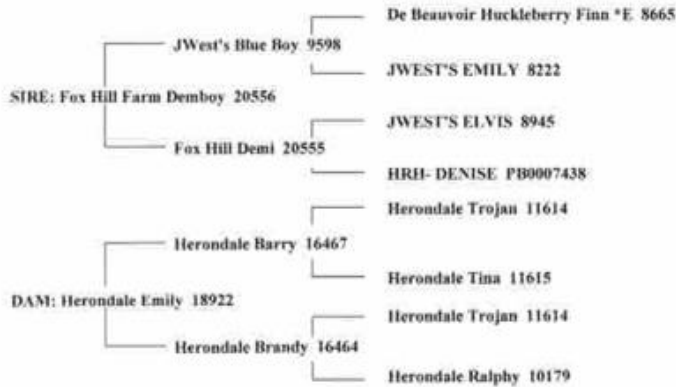 De Beauvoir Huckleberry Finn *E 8665
JWest's Blue Boy 9598
JWEST'S EMILY 8222
SIRE: Fox Hill Farm Demboy 20556
JWEST'S ELVIS 8945
Fox Hill Demi 20555
HRH- DENISE PB0007438
Herondale Trojan 11614
Herondale Barry 16467
Herondale Tina 11615
DAM: Herondale Emily 18922
Herondale Trojan 11614
Herondale Brandy 16464
Herondale Ralphy 10179